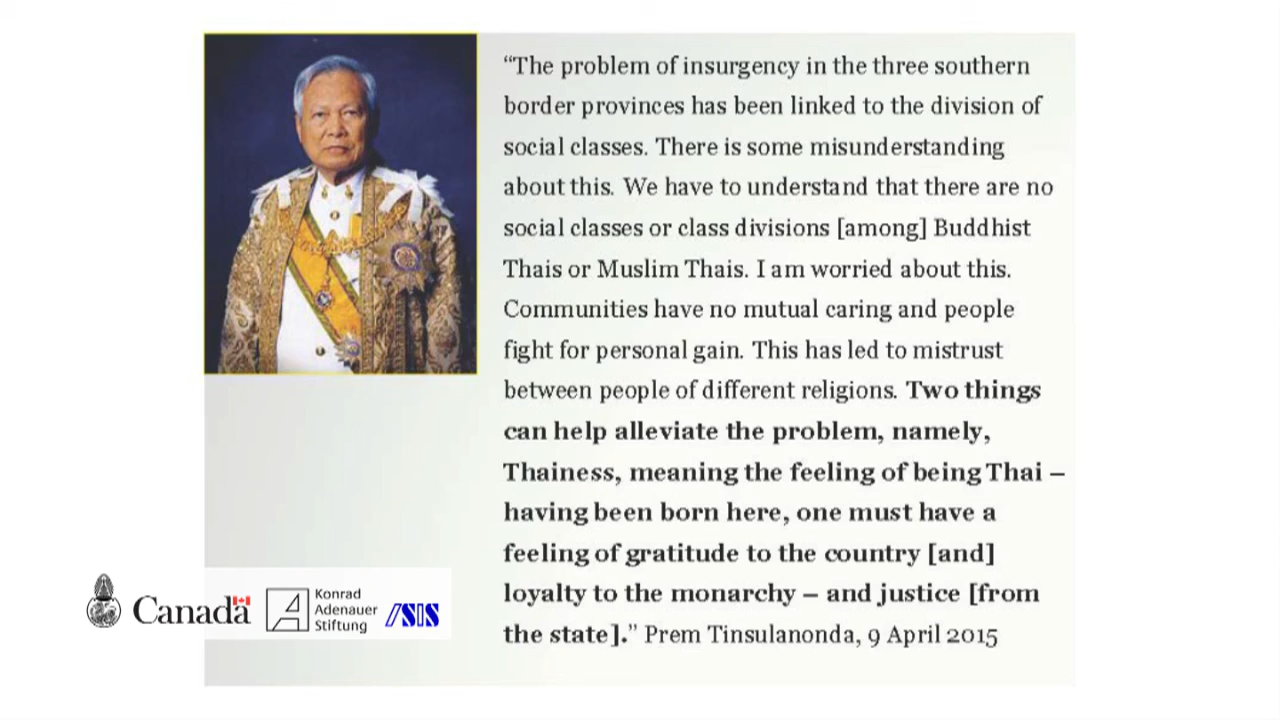 “The problem of insurgency in the three southern
border provinces has been linked to the division of
social classes. There is some misunderstanding
about this. We have to understand that there are no
social classes or class divisions [among] Buddhist
Thais or Muslim Thais. I am worried about this.
Communities have no mutual caring and people
fight for personal gain. This has led to mistrust
between people of different religions. Two things
can help alleviate the problem, namely,
Thainess, meaning the feeling of being Thai –
having been born here, one must have a
feeling of gratitude to the country [and]
loyalty to the monarchy – and justice [from
the state].” Prem Tinsulanonda, 9 April 2015
Canada
Konrad
Adenauer
Stiftung
ISIS